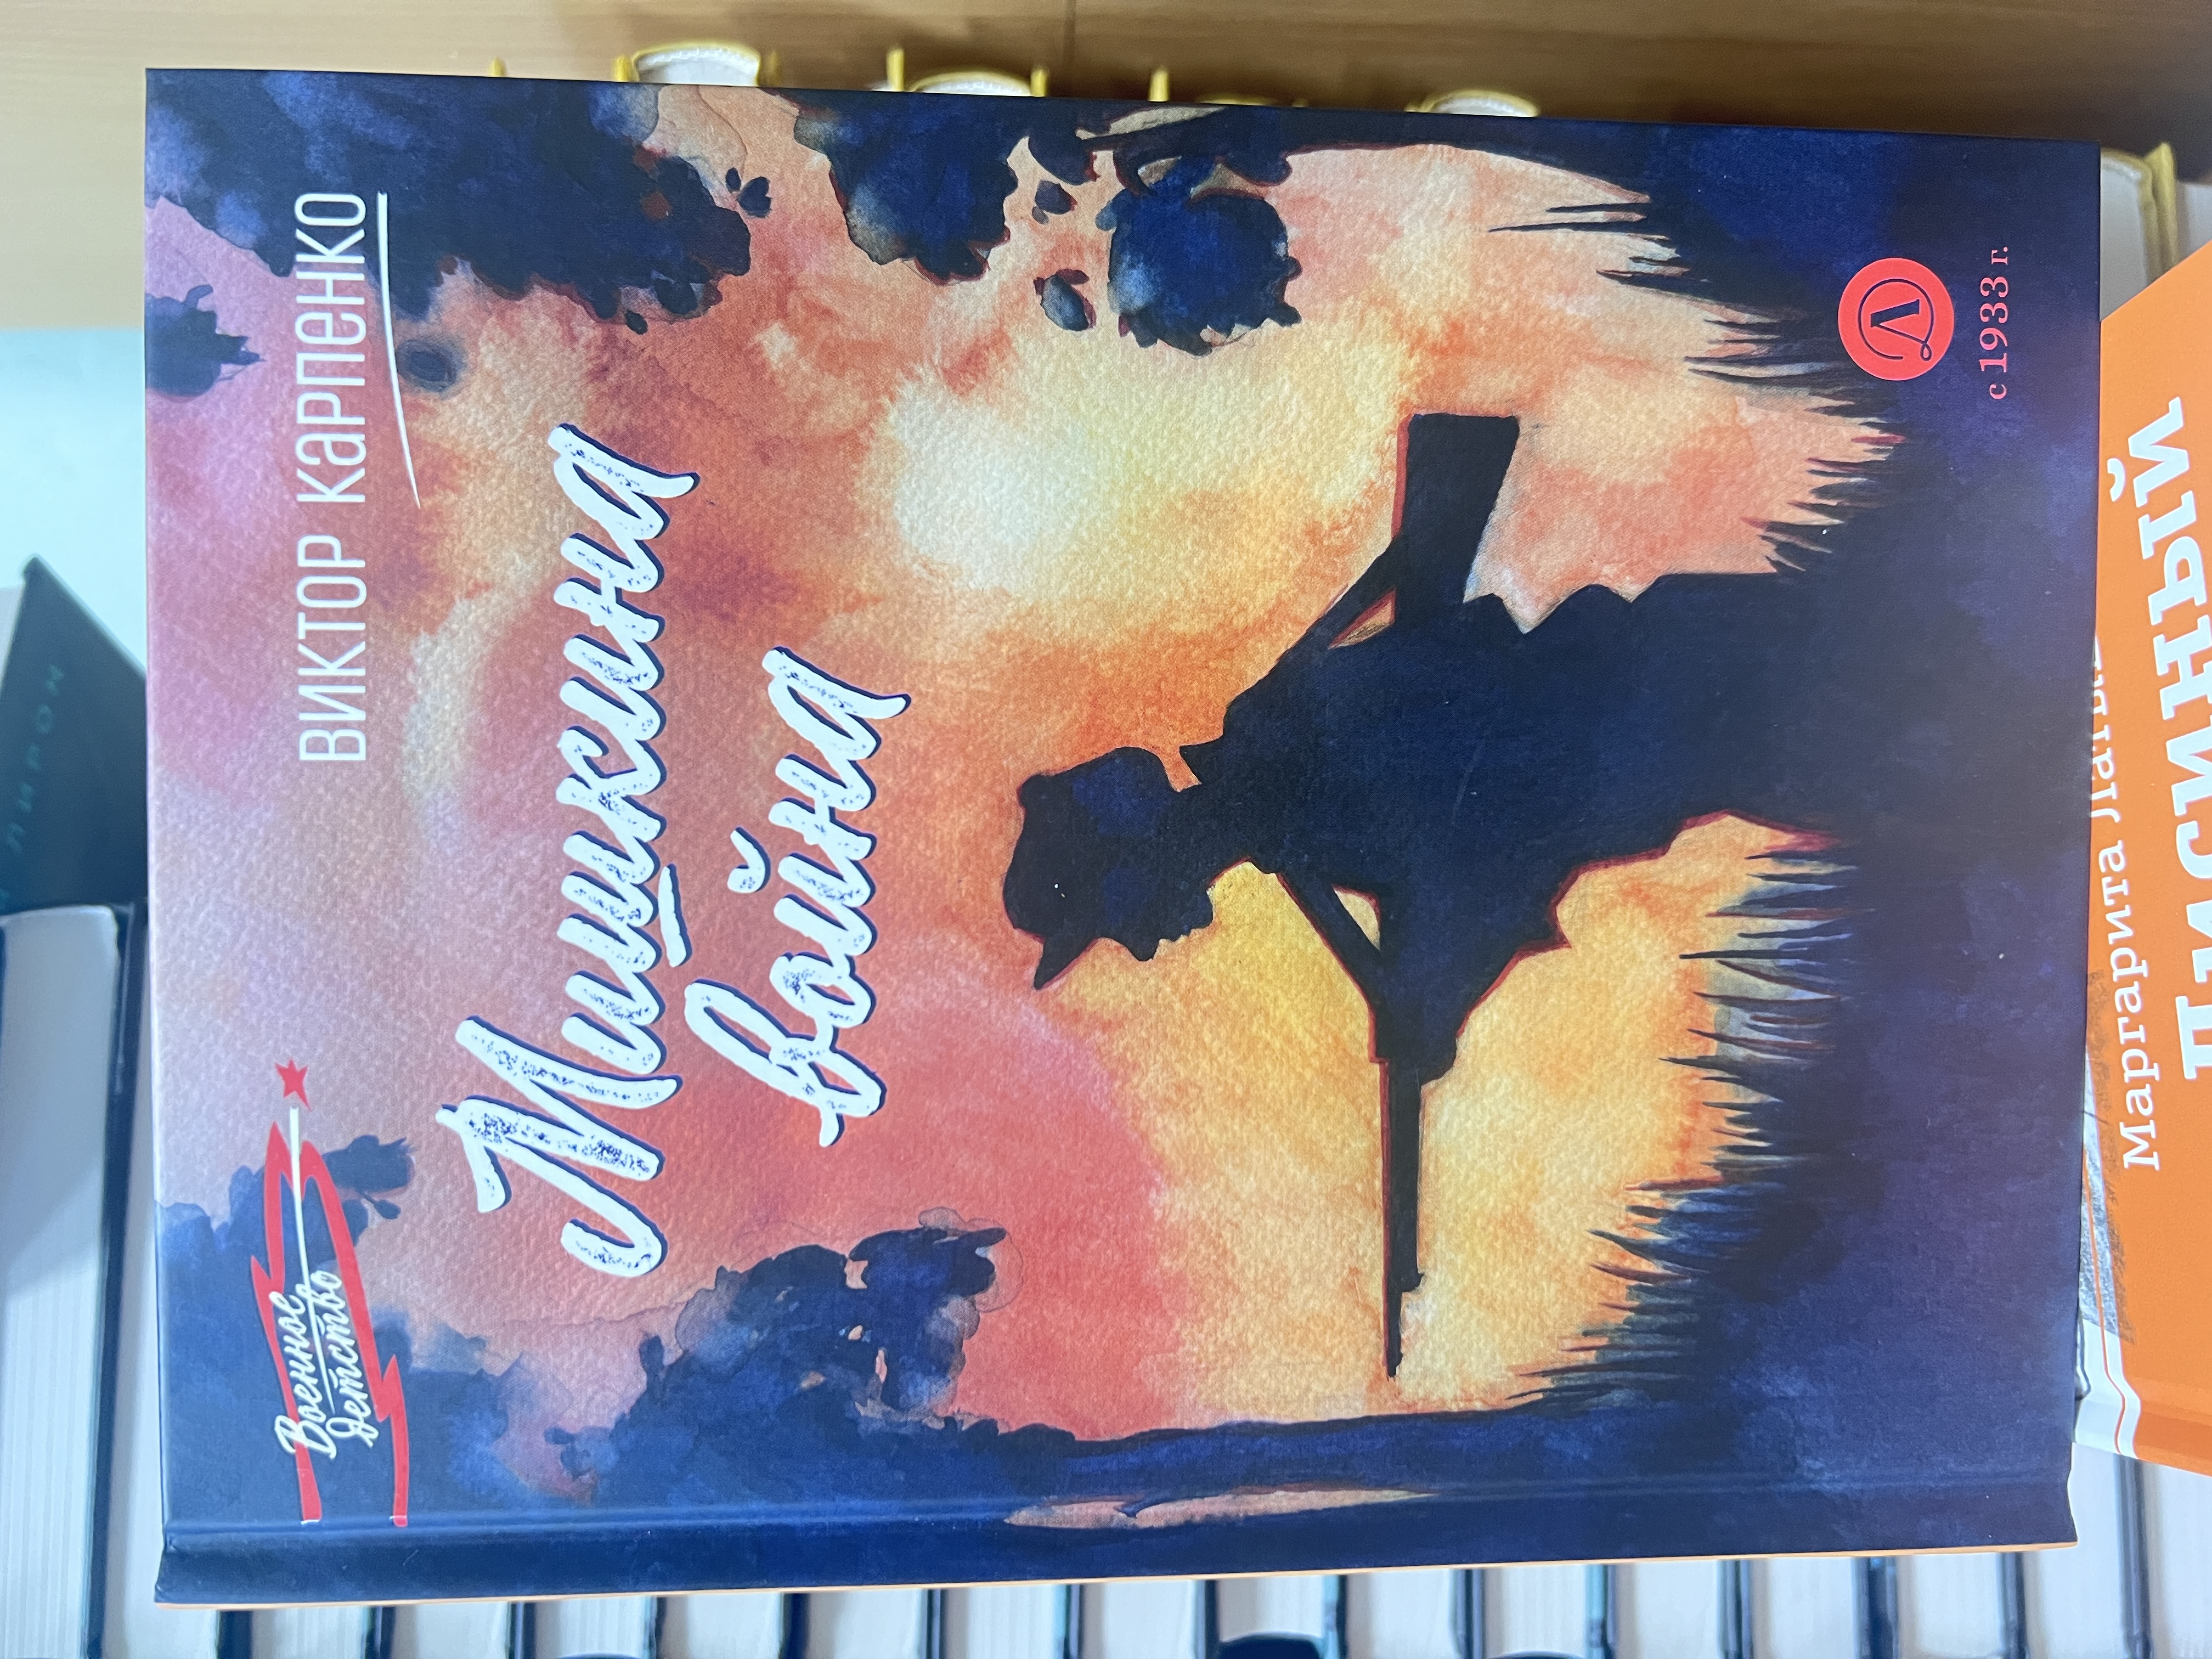 Военное
детство
ВИКТОР КАРПЕНКО
Мишкина
война
с 1933 г.
Маргарита